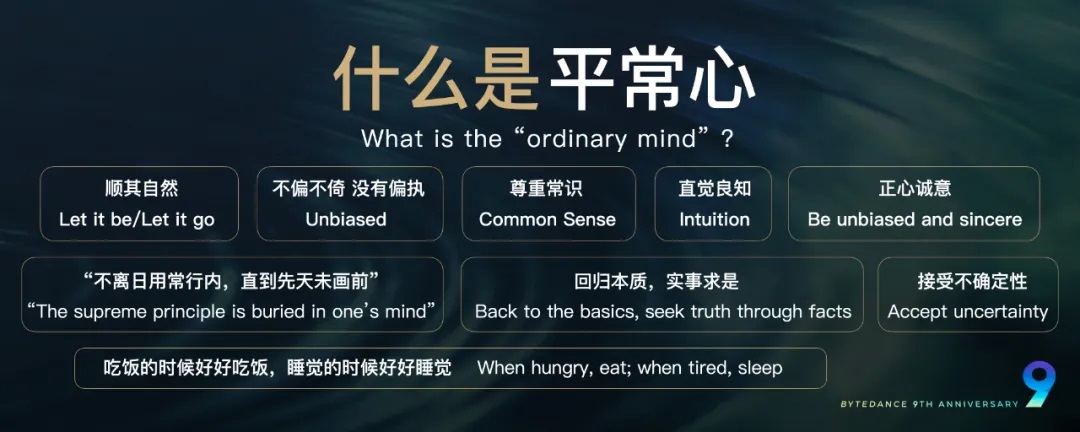 什么是平常心
What is the “ordinary mind” ?
顺其自然
Let it be/Let it go
不偏不倚 没有偏执
Unbiased
尊重常识
Common Sense
直觉良知
Intuition
正心诚意
Be unbiased and sincere
“不离日用常行内，直到先天未画前”
“The supreme principle is buried in one’s mind”
回归本质，实事求是
Back to the basics, seek truth through facts
接受不确定性
Accept uncertainty
吃饭的时候好好吃饭，睡觉的时候好好睡觉 When hungry, eat; when tired, sleep
BYTEDANCE 9TH ANNIVERSARY 9